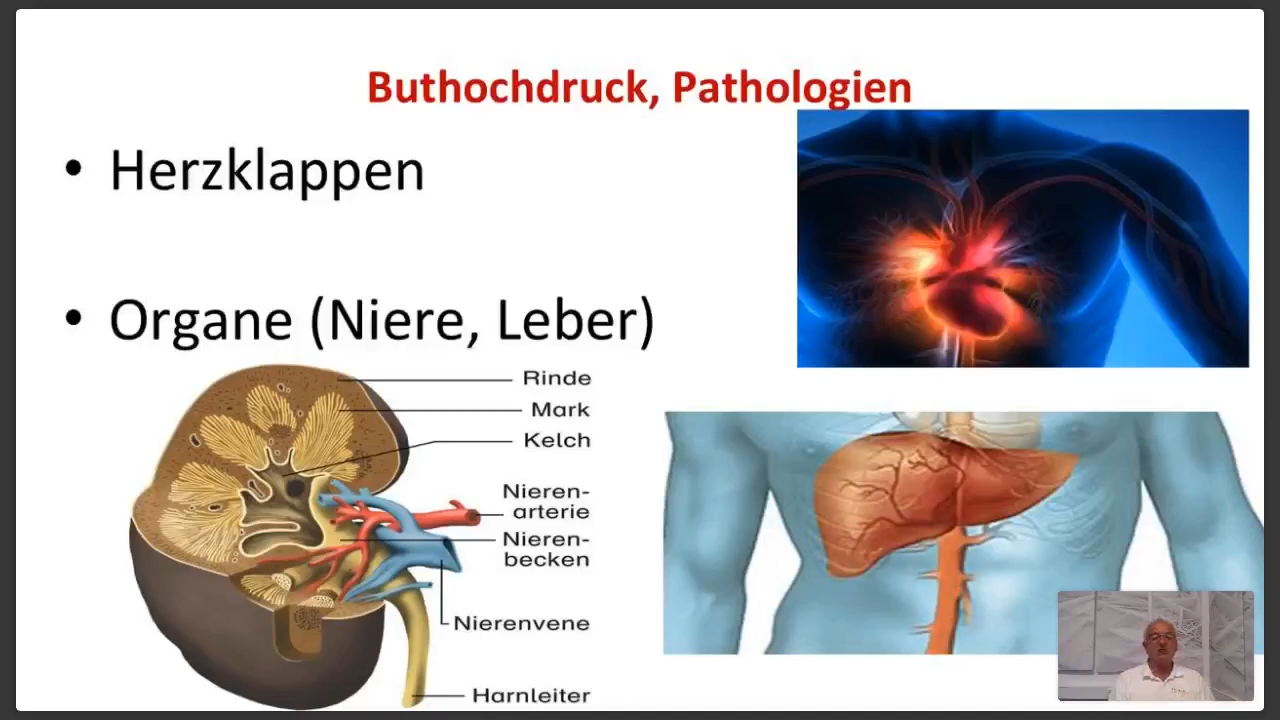 Buthochdruck, Pathologien
• Herzklappen
• Organe (Niere, Leber)
Rinde
Mark
Kelch
Nieren-
arterie
Nieren-
becken
Nierenvene
Harnleiter